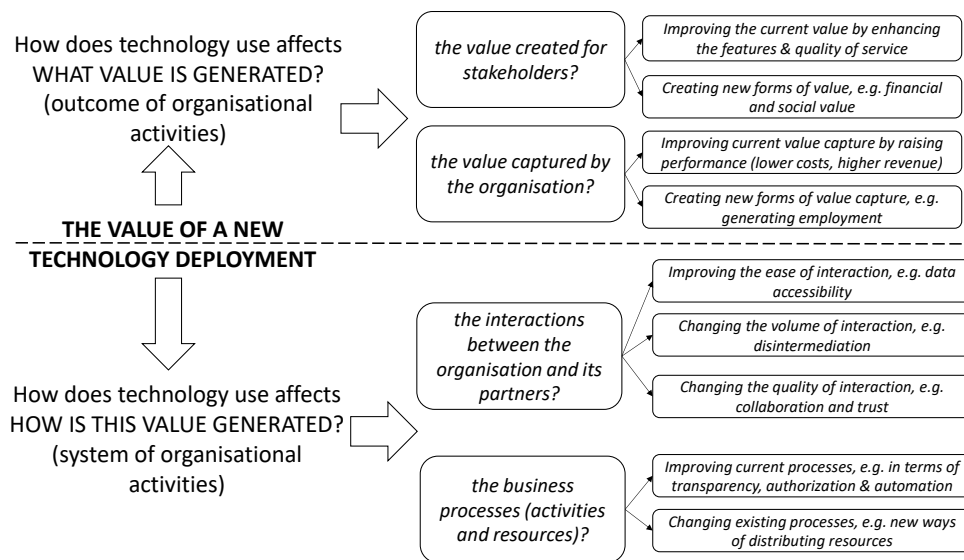 How does technology use affects
WHAT VALUE IS GENERATED?
(outcome of organisational
activities)
the value created for
stakeholders?
Improving the current value by enhancing
the features & quality of service
Creating new forms of value, e.g. financial
and social value
the value captured by
the organisation?
Improving current value capture by raising
performance (lower costs, higher revenue)
Creating new forms of value capture, e.g.
generating employment
THE VALUE OF A NEW
TECHNOLOGY DEPLOYMENT
How does technology use affects
HOW IS THIS VALUE GENERATED?
(system of organisational
activities)
the interactions
between the
organisation and its
partners?
Improving the ease of interaction, e.g. data
accessibility
Changing the volume of interaction, e.g.
disintermediation
Changing the quality of interaction, e.g.
collaboration and trust
the business
processes (activities
and resources)?
Improving current processes, e.g. in terms of
transparency, authorization & automation
Changing existing processes, e.g. new ways
of distributing resources